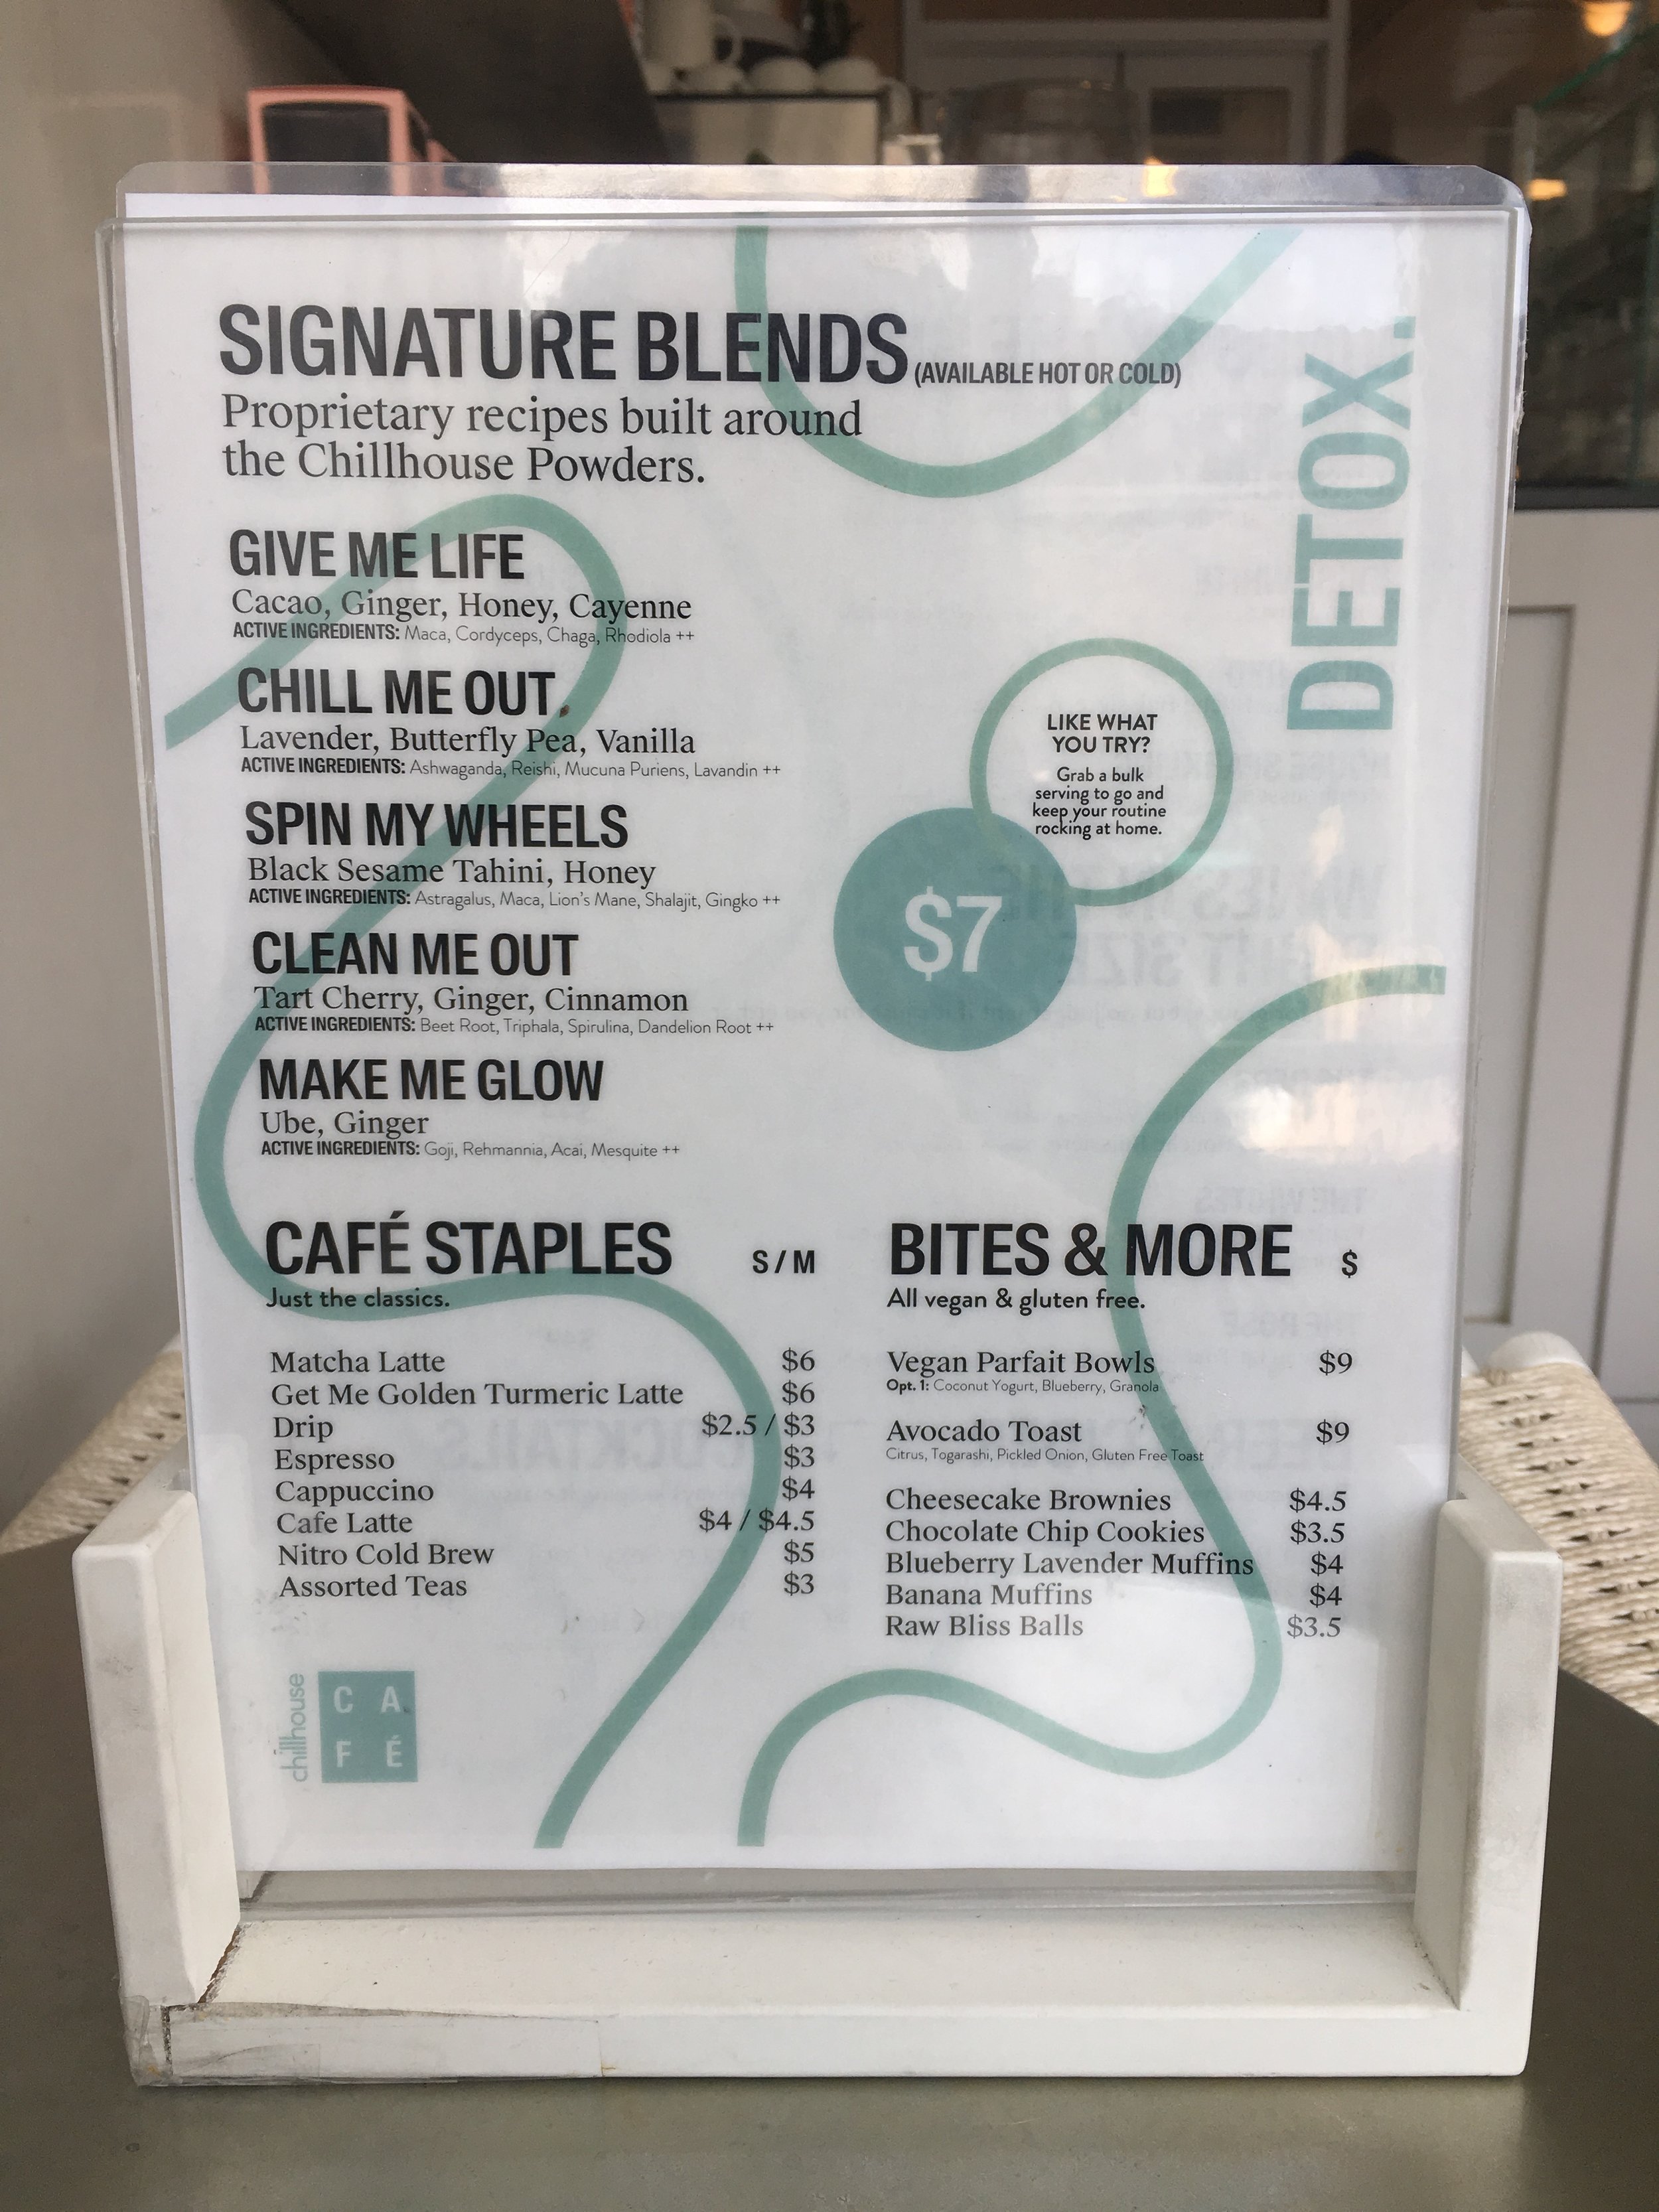 SIGNATURE BLENDS (AVAILABLE HOT OR COLD)
Proprietary recipes built around
the Chillhouse Powders.
DETOX.
GIVE ME LIFE
Cacao, Ginger, Honey, Cayenne
ACTIVE INGREDIENTS: Maca, Cordyceps, Chaga, Rhodiola ++
CHILL ME OUT
Lavender, Butterfly Pea, Vanilla
ACTIVE INGREDIENTS: Ashwaganda, Reishi, Mucuna Puriens, Lavandin ++
SPIN MY WHEELS
Black Sesame Tahini, Honey
ACTIVE INGREDIENTS: Astragalus, Maca, Lion's Mane, Shalajit, Gingko ++
CLEAN ME OUT
Tart Cherry, Ginger, Cinnamon
ACTIVE INGREDIENTS: Beet Root, Triphala, Spirulina, Dandelion Root ++
MAKE ME GLOW
Ube, Ginger
ACTIVE INGREDIENTS: Goji, Rehmannia, Acai, Mesquite ++
LIKE WHAT
YOU TRY?
Grab a bulk
serving to go and
keep your routine
rocking at home.
$7
CAFÉ STAPLES S / M
Just the classics.
Matcha Latte $6
Get Me Golden Turmeric Latte $6
Drip $2.5 / $3
Espresso $3
Cappuccino $4
Cafe Latte $4 / $4.5
Nitro Cold Brew $5
Assorted Teas $3
BITES & MORE $
All vegan & gluten free.
Vegan Parfait Bowls $9
Opt. 1: Coconut Yogurt, Blueberry, Granola
Avocado Toast $9
Citrus, Togarashi, Pickled Onion, Gluten Free Toast
Cheesecake Brownies $4.5
Chocolate Chip Cookies $3.5
Blueberry Lavender Muffins $4
Banana Muffins $4
Raw Bliss Balls $3.5
chillhouse
C A
F É